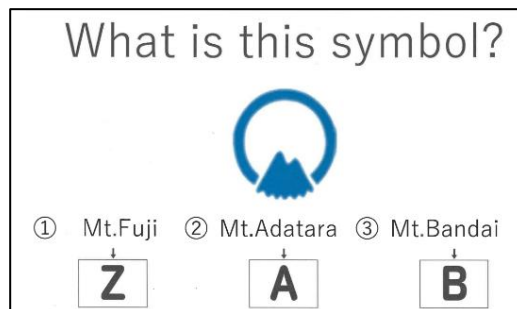 What is this symbol?
① Mt.Fuji ② Mt.Adatara ③ Mt.Bandai
Z A B